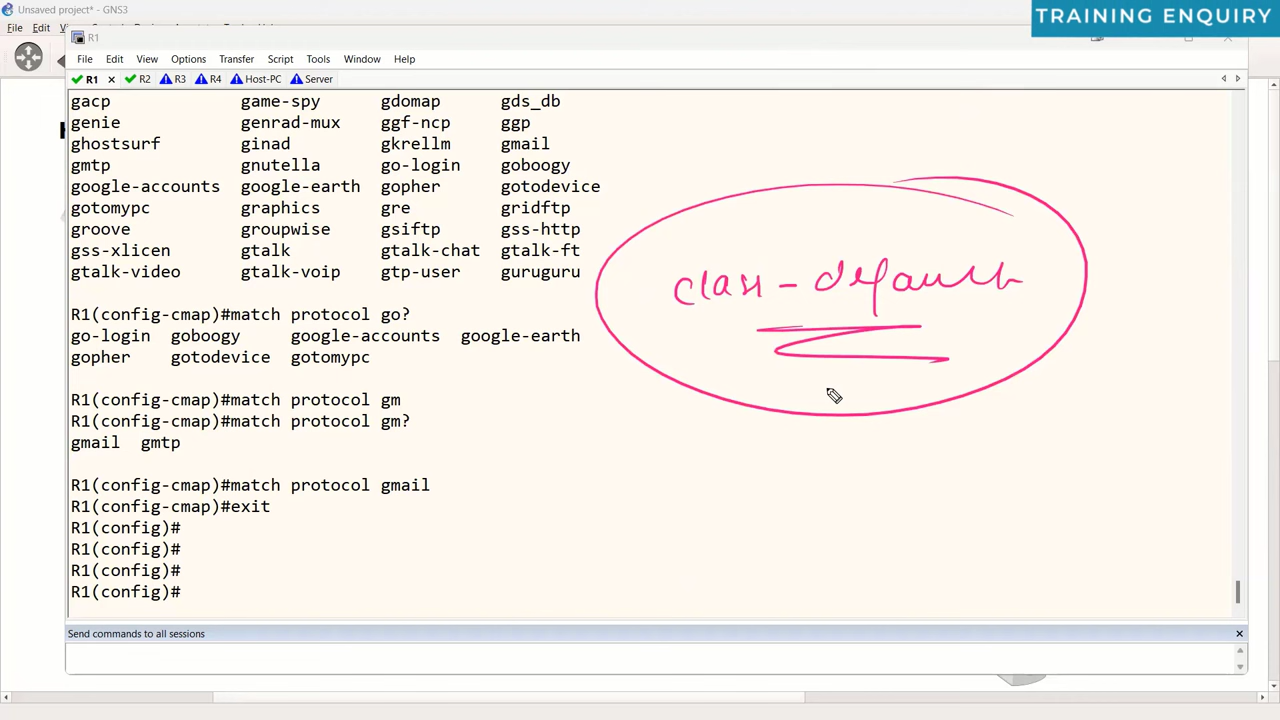 Unsaved project* - GNS3
TRAINING ENQUIRY
File Edit
R1
File Edit View Options Transfer Script Tools Window Help
R1 × R2 R3 R4 Host-PC Server
gacp game-spy gdomap gds_db
genie genrad-mux ggf-ncp ggp
ghostsurf ginad gkrellm gmail
gmtp gnutella go-login goboogy
google-accounts google-earth gopher gotodevice
gotomypc graphics gre gridftp
groove groupwise gsiftp gss-http
gss-xlicen gtalk gtalk-chat gtalk-ft
gtalk-video gtalk-voip gtp-user guruguru
class-default
R1(config-cmap)#match protocol go?
go-login goboogy google-accounts google-earth
gopher gotodevice gotomypc
R1(config-cmap)#match protocol gm
R1(config-cmap)#match protocol gm?
gmail gmtp
R1(config-cmap)#match protocol gmail
R1(config-cmap)#exit
R1(config)#
R1(config)#
R1(config)#
R1(config)#
Send commands to all sessions